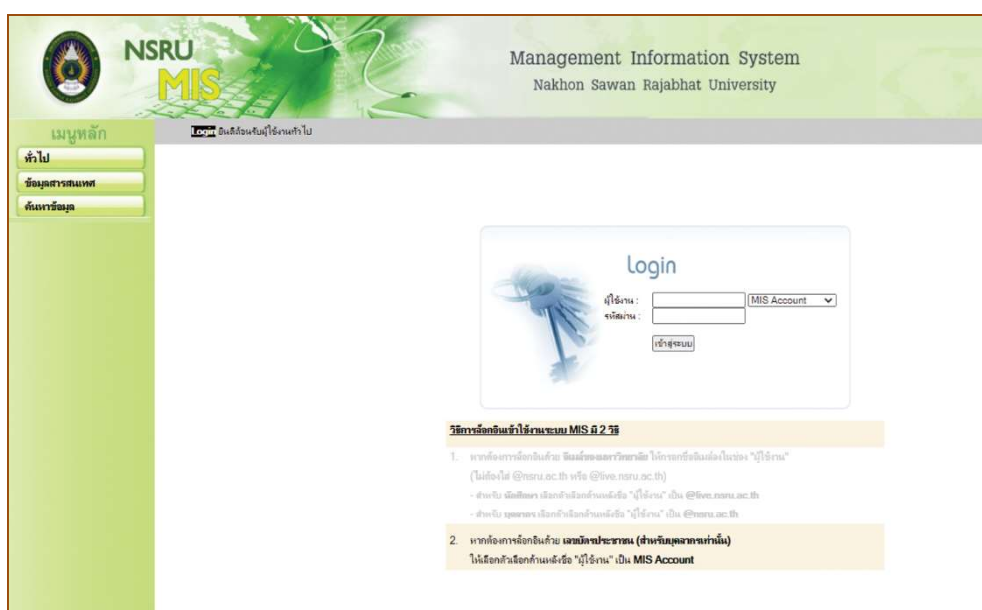 NSRU
MIS
Management Information System
Nakhon Sawan Rajabhat University
เมนูหลัก
Login ยินดีต้อนรับผู้ใช้งานทั่วไป
ทั่วไป
ข้อมูลสารสนเทศ
ค้นหาข้อมูล
Login
ผู้ใช้งาน : MIS Account
รหัสผ่าน :
เข้าสู่ระบบ
วิธีการล็อกอินเข้าใช้งานระบบ MIS มี 2 วิธี
1. หากต้องการล็อกอินด้วย อีเมล์ของมหาวิทยาลัย ให้กรอกชื่ออีเมล์ลงในช่อง "ผู้ใช้งาน"
(ไม่ต้องใส่ @nsru.ac.th หรือ @live.nsru.ac.th)
- สำหรับ นักศึกษา เลือกตัวเลือกด้านหลังชื่อ "ผู้ใช้งาน" เป็น @live.nsru.ac.th
- สำหรับ บุคลากร เลือกตัวเลือกด้านหลังชื่อ "ผู้ใช้งาน" เป็น @nsru.ac.th
2. หากต้องการล็อกอินด้วย เลขบัตรประชาชน (สำหรับบุคลากรเท่านั้น)
ให้เลือกตัวเลือกด้านหลังชื่อ "ผู้ใช้งาน" เป็น MIS Account